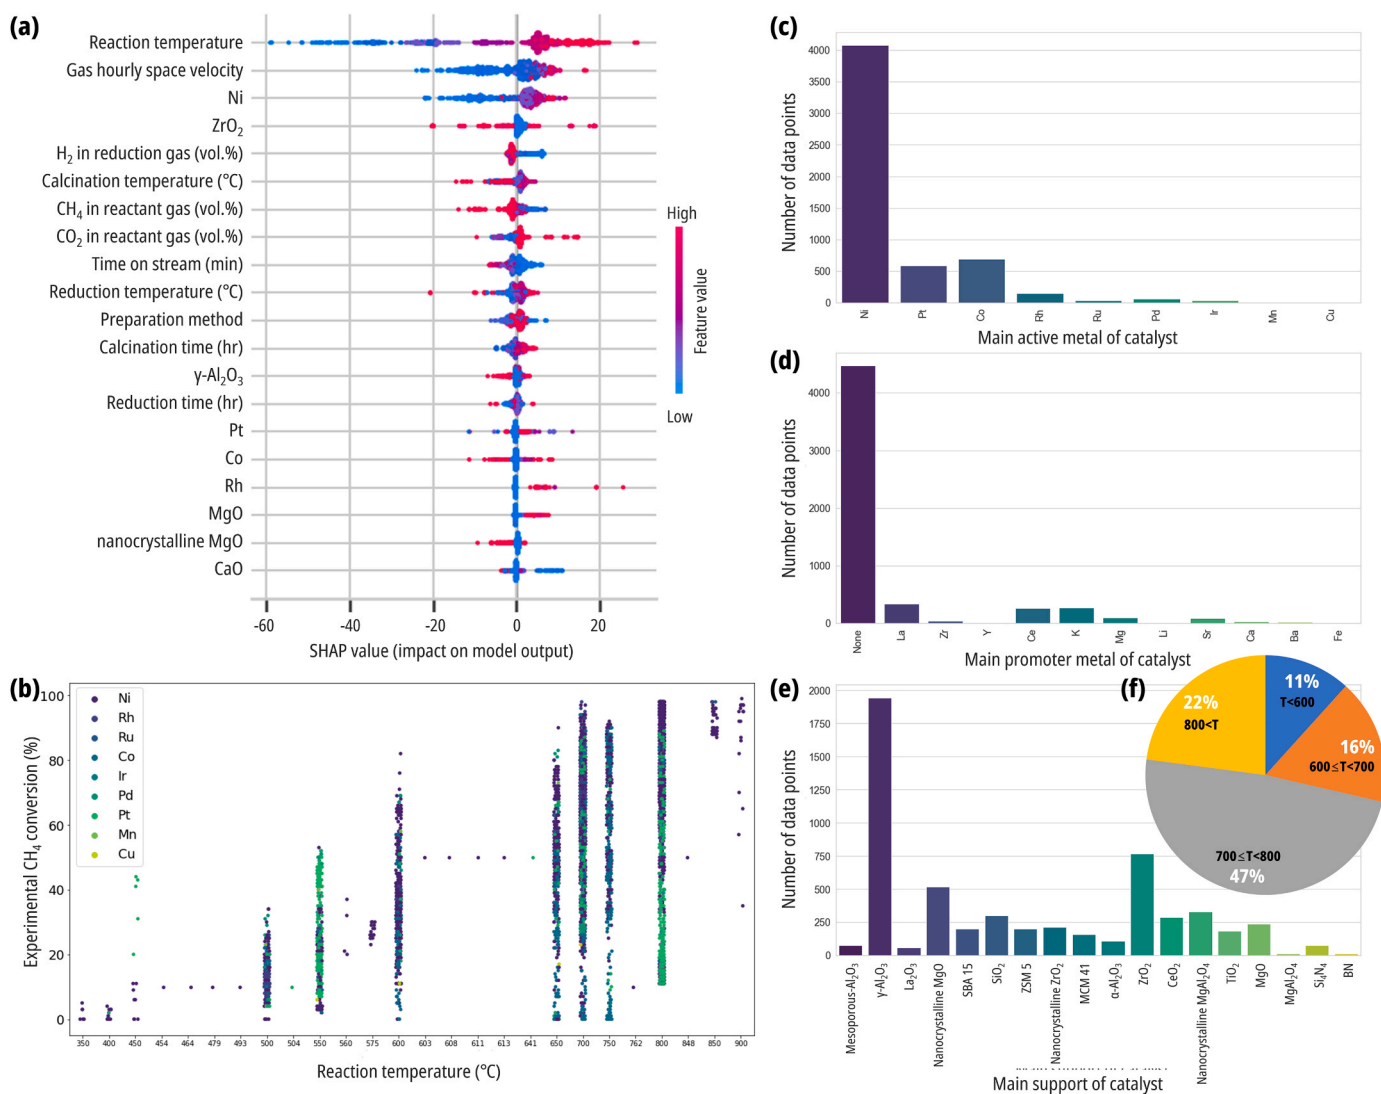 (a)
Reaction temperature
Gas hourly space velocity
Ni
ZrO2
H2 in reduction gas (vol.%)
Calcination temperature (°C)
CH4 in reactant gas (vol.%)
CO2 in reactant gas (vol.%)
Time on stream (min)
Reduction temperature (°C)
Preparation method
Calcination time (hr)
γ-Al2O3
Reduction time (hr)
Pt
Co
Rh
MgO
nanocrystalline MgO
CaO
-60 -40 -20 0 20
SHAP value (impact on model output)
High
Feature value
Low
(b)
Experimental CH4 conversion (%)
100
80
60
40
20
0
Ni
Rh
Ru
Co
Ir
Pd
Pt
Mn
Cu
350 400 450 454 464 479 493 500 504 550 560 575 600 603 608 611 613 641 650 700 750 762 800 848 850 900
Reaction temperature (°C)
(c)
Number of data points
4000
3500
3000
2500
2000
1500
1000
500
0
Ni Pt Co Rh Ru Pd Ir Mn Cu
Main active metal of catalyst
(d)
Number of data points
4000
3000
2000
1000
0
None La Zr Y Ce K Mg Li Sr Ca Ba Fe
Main promoter metal of catalyst
(e)
Number of data points
2000
1750
1500
1250
1000
750
500
250
0
Mesoporous-Al2O3
γ-Al2O3
La2O3
Nanocrystalline MgO
SBA 15
SiO2
ZSM 5
Nanocrystalline ZrO2
MCM 41
α-Al2O3
ZrO2
CeO2
Nanocrystalline MgAl2O4
TiO2
MgO
MgAl2O4
Si4N4
BN
Main support of catalyst
(f)
11%
T<600
16%
600≤T<700
700≤T<800
47%
22%
800<T